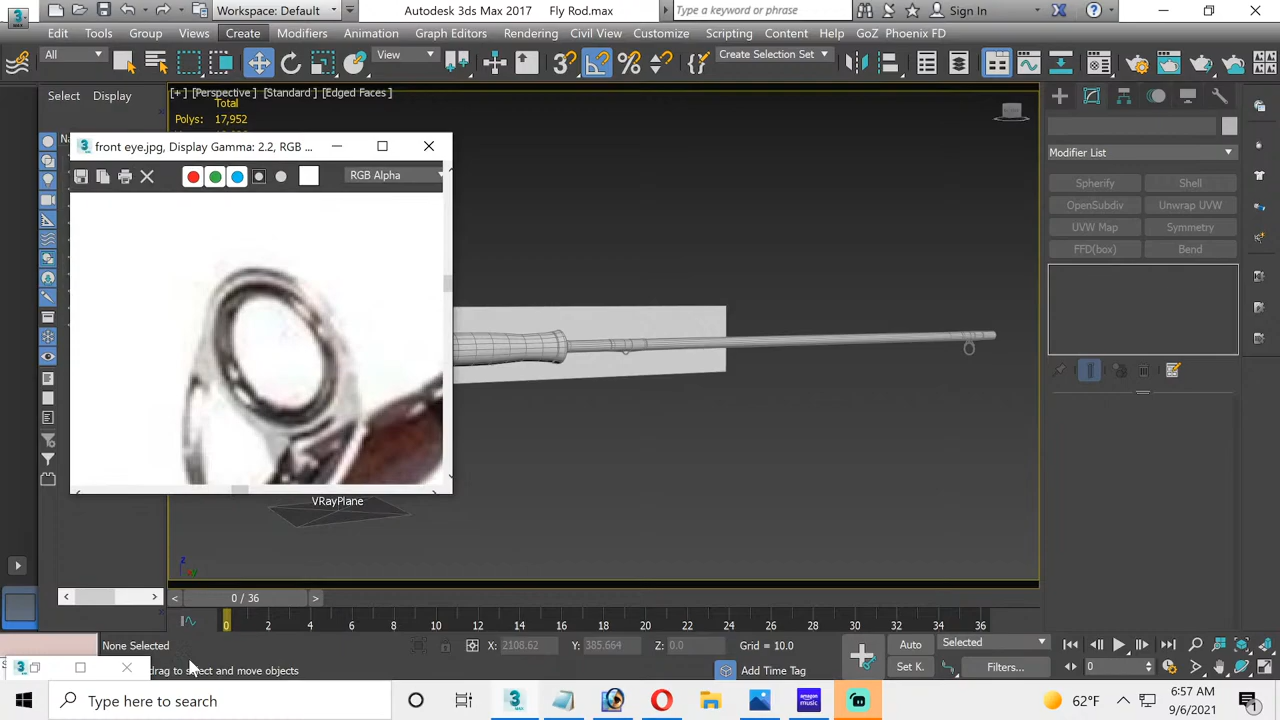 Workspace: Default
Autodesk 3ds Max 2017
Fly Rod.max
Type a keyword or phrase
Sign In
Edit
Tools
Group
Views
Create
Modifiers
Animation
Graph Editors
Rendering
Civil View
Customize
Scripting
Content
Help
GoZ
Phoenix FD
All
View
3
Create Selection Set
Select
Display
[+] [Perspective] [Standard] [Edged Faces]
Total
Polys: 17,952
front eye.jpg, Display Gamma: 2.2, RGB ...
RGB Alpha
VRayPlane
Modifier List
Spherify
Shell
OpenSubdiv
Unwrap UVW
UVW Map
Symmetry
FFD(box)
Bend
< 0 / 36 >
0 2 4 6 8 10 12 14 16 18 20 22 24 26 28 30 32 34 36
None Selected
X: 2108.62
Y: 385.664
Z: 0.0
Grid = 10.0
Auto
Selected
drag to select and move objects
Add Time Tag
Set K.
Filters...
0
Type here to search
62°F
6:57 AM
9/6/2021